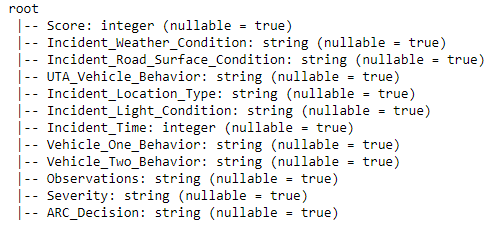 root
 |-- Score: integer (nullable = true)
 |-- Incident_Weather_Condition: string (nullable = true)
 |-- Incident_Road_Surface_Condition: string (nullable = true)
 |-- UTA_Vehicle_Behavior: string (nullable = true)
 |-- Incident_Location_Type: string (nullable = true)
 |-- Incident_Light_Condition: string (nullable = true)
 |-- Incident_Time: integer (nullable = true)
 |-- Vehicle_One_Behavior: string (nullable = true)
 |-- Vehicle_Two_Behavior: string (nullable = true)
 |-- Observations: string (nullable = true)
 |-- Severity: string (nullable = true)
 |-- ARC_Decision: string (nullable = true)